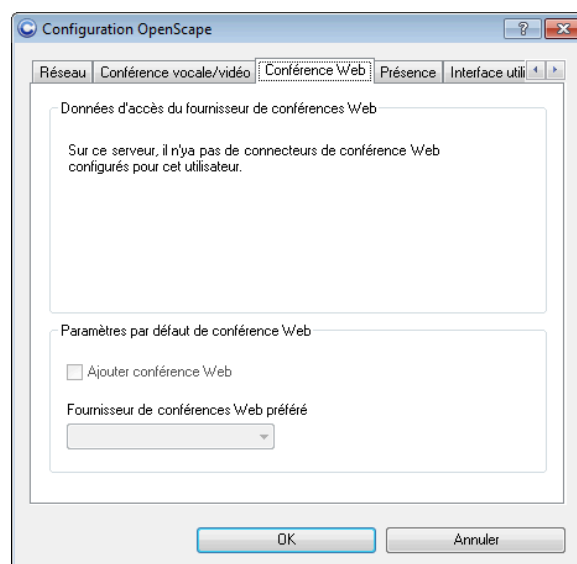 Configuration OpenScape
Réseau Conférence vocale/vidéo Conférence Web Présence Interface utili
Données d'accès du fournisseur de conférences Web
Sur ce serveur, il n'ya pas de connecteurs de conférence Web
configurés pour cet utilisateur.
Paramètres par défaut de conférence Web
Ajouter conférence Web
Fournisseur de conférences Web préféré
OK Annuler